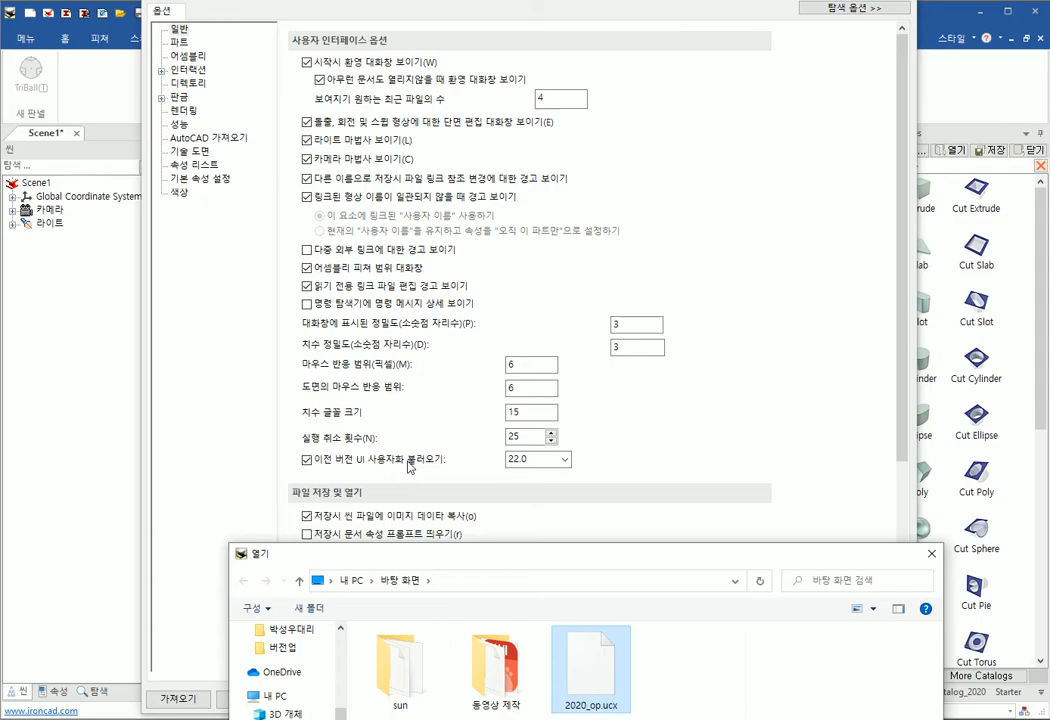 옵션
탐색 옵션 >>
메뉴
홈
피쳐
스타일
TriBall(T)
새 판넬
Scene1*
씬
탐색 ...
Scene1
Global Coordinate System
카메라
라이트
일반
파트
어셈블리
인터랙션
디렉토리
판금
렌더링
성능
AutoCAD 가져오기
기술 도면
속성 리스트
기본 속성 설정
색상
사용자 인터페이스 옵션
시작시 환영 대화창 보이기(W)
아무런 문서도 열리지않을 때 환영 대화창 보이기
보여지기 원하는 최근 파일의 수 4
돌출, 회전 및 스윕 형상에 대한 단면 편집 대화창 보이기(E)
라이트 마법사 보이기(L)
카메라 마법사 보이기(C)
다른 이름으로 저장시 파일 링크 참조 변경에 대한 경고 보이기
링크된 형상 이름이 일관되지 않을 때 경고 보이기
이 요소에 링크된 "사용자 이름" 사용하기
현재의 "사용자 이름"을 유지하고 속성을 "오직 이 파트만"으로 설정하기
다중 외부 링크에 대한 경고 보이기
어셈블리 피쳐 범위 대화창
읽기 전용 링크 파일 편집 경고 보이기
명령 탐색기에 명령 메시지 상세 보이기
대화창에 표시된 정밀도(소숫점 자리수)(P): 3
치수 정밀도(소숫점 자리수)(D): 3
마우스 반응 범위(픽셀)(M): 6
도면의 마우스 반응 범위: 6
치수 글꼴 크기 15
실행 취소 횟수(N): 25
이전 버전 UI 사용자화 불러오기: 22.0
파일 저장 및 열기
저장시 씬 파일에 이미지 데이타 복사(o)
저장시 문서 속성 프롬프트 띄우기(r)
가져오기
열기
내 PC > 바탕 화면 >
바탕 화면 검색
구성
새 폴더
박성우대리
버전업
OneDrive
내 PC
3D 개체
sun
동영상 제작
2020_op.ucx
열기 저장 닫기
Cut Extrude
Cut Slab
Cut Slot
Cut Cylinder
Cut Ellipse
Cut Poly
Cut Sphere
Cut Pie
Cut Torus
More Catalogs
Starter
씬 속성 탐색
www.ironcad.com